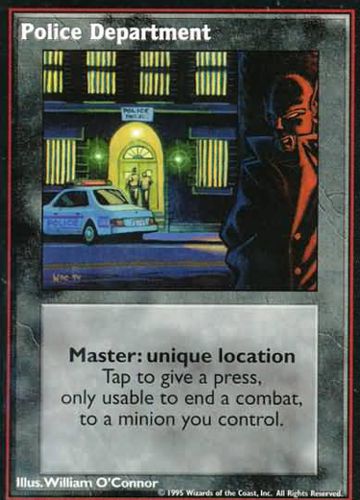 Police Department
POLICE
POLICE
Master: unique location
Tap to give a press,
only usable to end a combat,
to a minion you control.
Illus. William O'Connor
© 1995 Wizards of the Coast, Inc. All Rights Reserved.